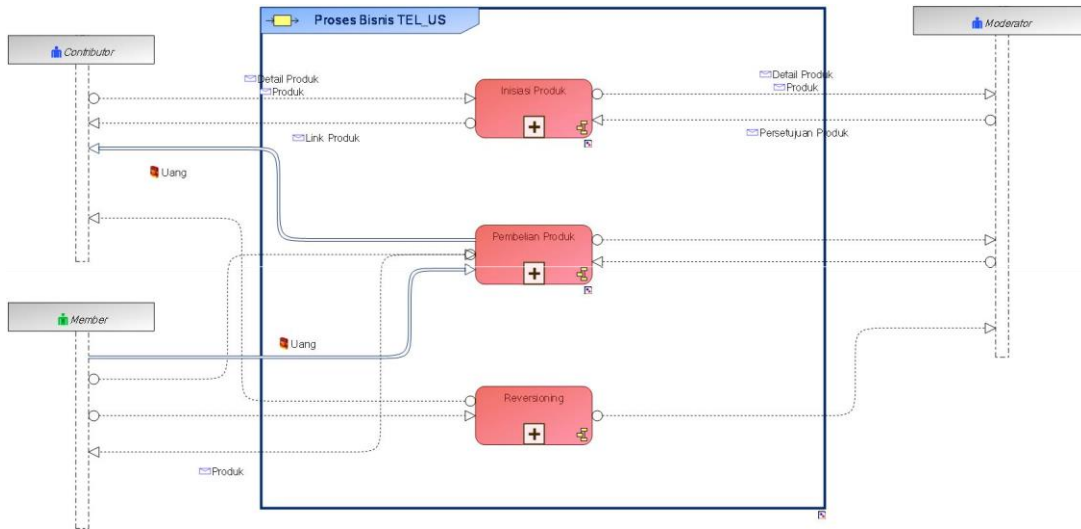 Proses Bisnis TEL_US
Contributor
Moderator
Detail Produk
Produk
Inisiasi Produk
Detail Produk
Produk
Link Produk
Persetujuan Produk
Uang
Pembelian Produk
Member
Uang
Reversioning
Produk